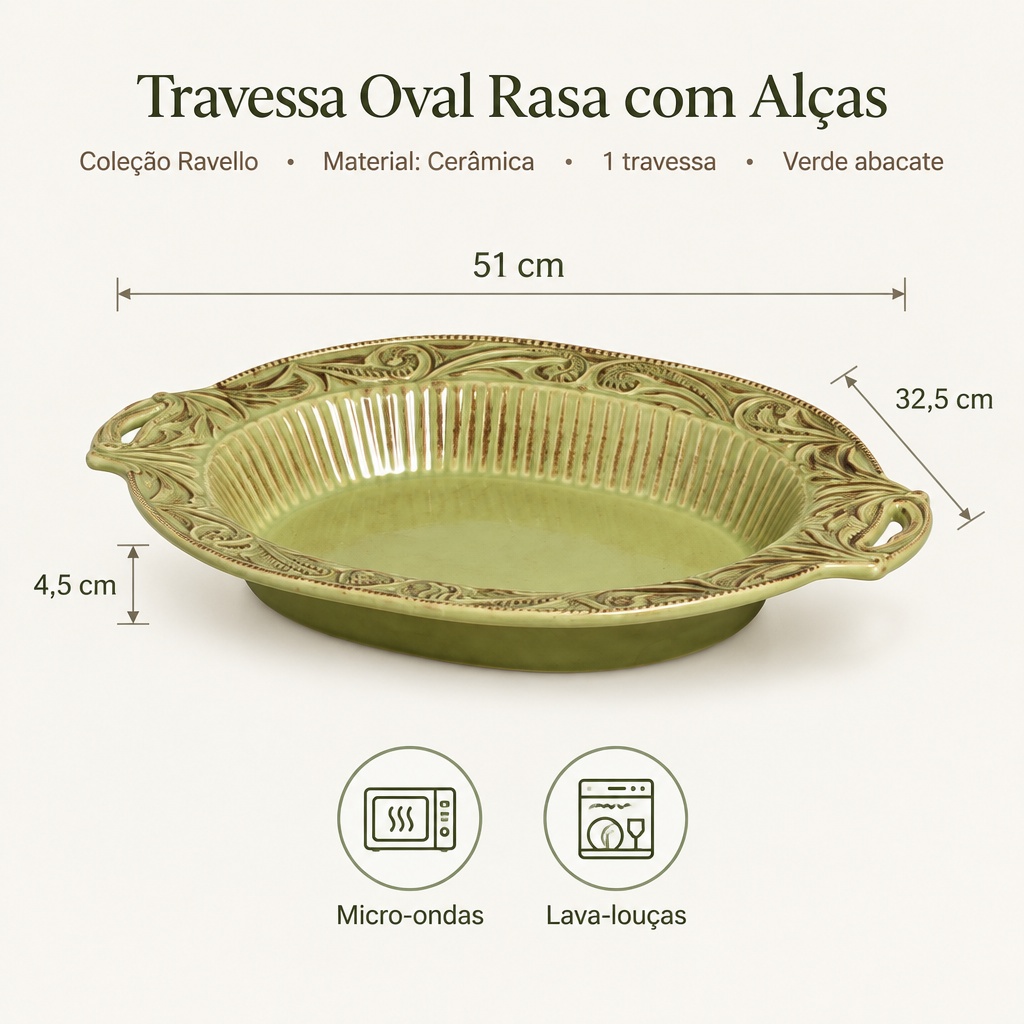 Travessa Oval Rasa com Alças
Coleção Ravello • Material: Cerâmica • 1 travessa • Verde abacate
51 cm
32,5 cm
4,5 cm
Micro-ondas
Lava-louças